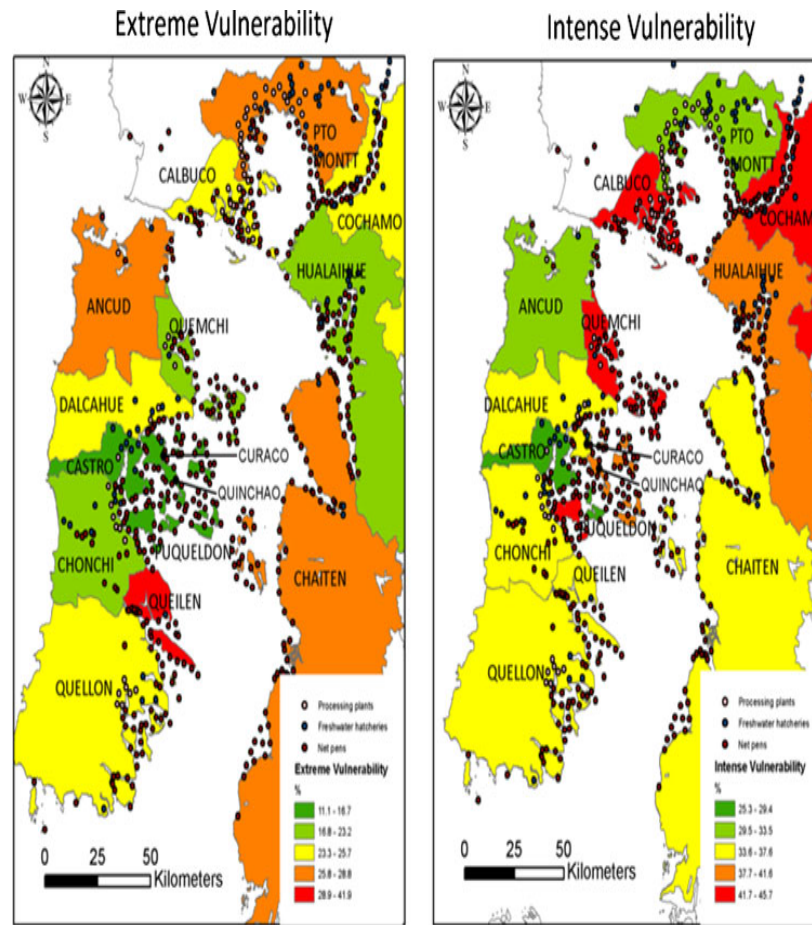 Extreme Vulnerability
N
W E
S
PTO
MONTT
CALBUCO
COCHAMO
HUALAIHUE
ANCUD
QUEMCHI
DALCAHUE
CURACO
CASTRO
QUINCHAO
PUQUELDON
CHONCHI
CHAITEN
QUEILEN
QUELLON
Processing plants
Freshwater hatcheries
Net pens
Extreme Vulnerability
%
11.1 - 16.7
16.8 - 23.2
23.3 - 25.7
25.8 - 28.8
28.9 - 41.9
0 25 50
Kilometers
Intense Vulnerability
N
W E
S
PTO
MONTT
CALBUCO
COCHAMO
HUALAIHUE
ANCUD
QUEMCHI
DALCAHUE
CURACO
CASTRO
QUINCHAO
PUQUELDON
CHONCHI
QUEILEN
CHAITEN
QUELLON
Processing plants
Freshwater hatcheries
Net pens
Intense Vulnerability
%
25.3 - 29.4
29.5 - 33.5
33.6 - 37.6
37.7 - 41.6
41.7 - 45.7
0 25 50
Kilometers